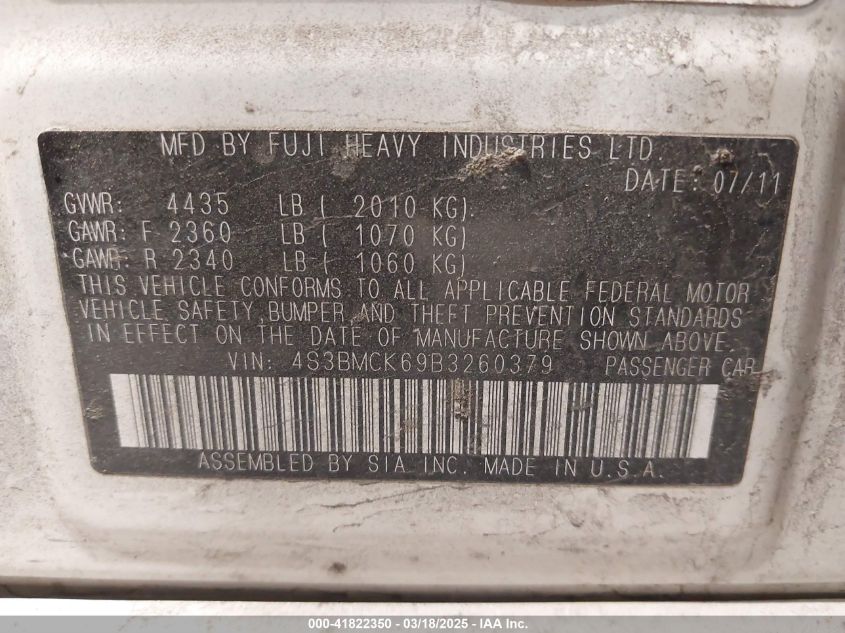 MFD BY FUJI HEAVY INDUSTRIES LTD.
DATE: 07/11
GVWR: 4435 LB ( 2010 KG)
GAWR: F 2360 LB ( 1070 KG)
GAWR: R 2340 LB ( 1060 KG)
THIS VEHICLE CONFORMS TO ALL APPLICABLE FEDERAL MOTOR
VEHICLE SAFETY BUMPER AND THEFT PREVENTION STANDARDS
IN EFFECT ON THE DATE OF MANUFACTURE SHOWN ABOVE.
VIN: 4S3BMCK69B3260379 PASSENGER CAR
ASSEMBLED BY SIA INC. MADE IN U.S.A.
000-41822350 - 03/18/2025 - IAAI.com